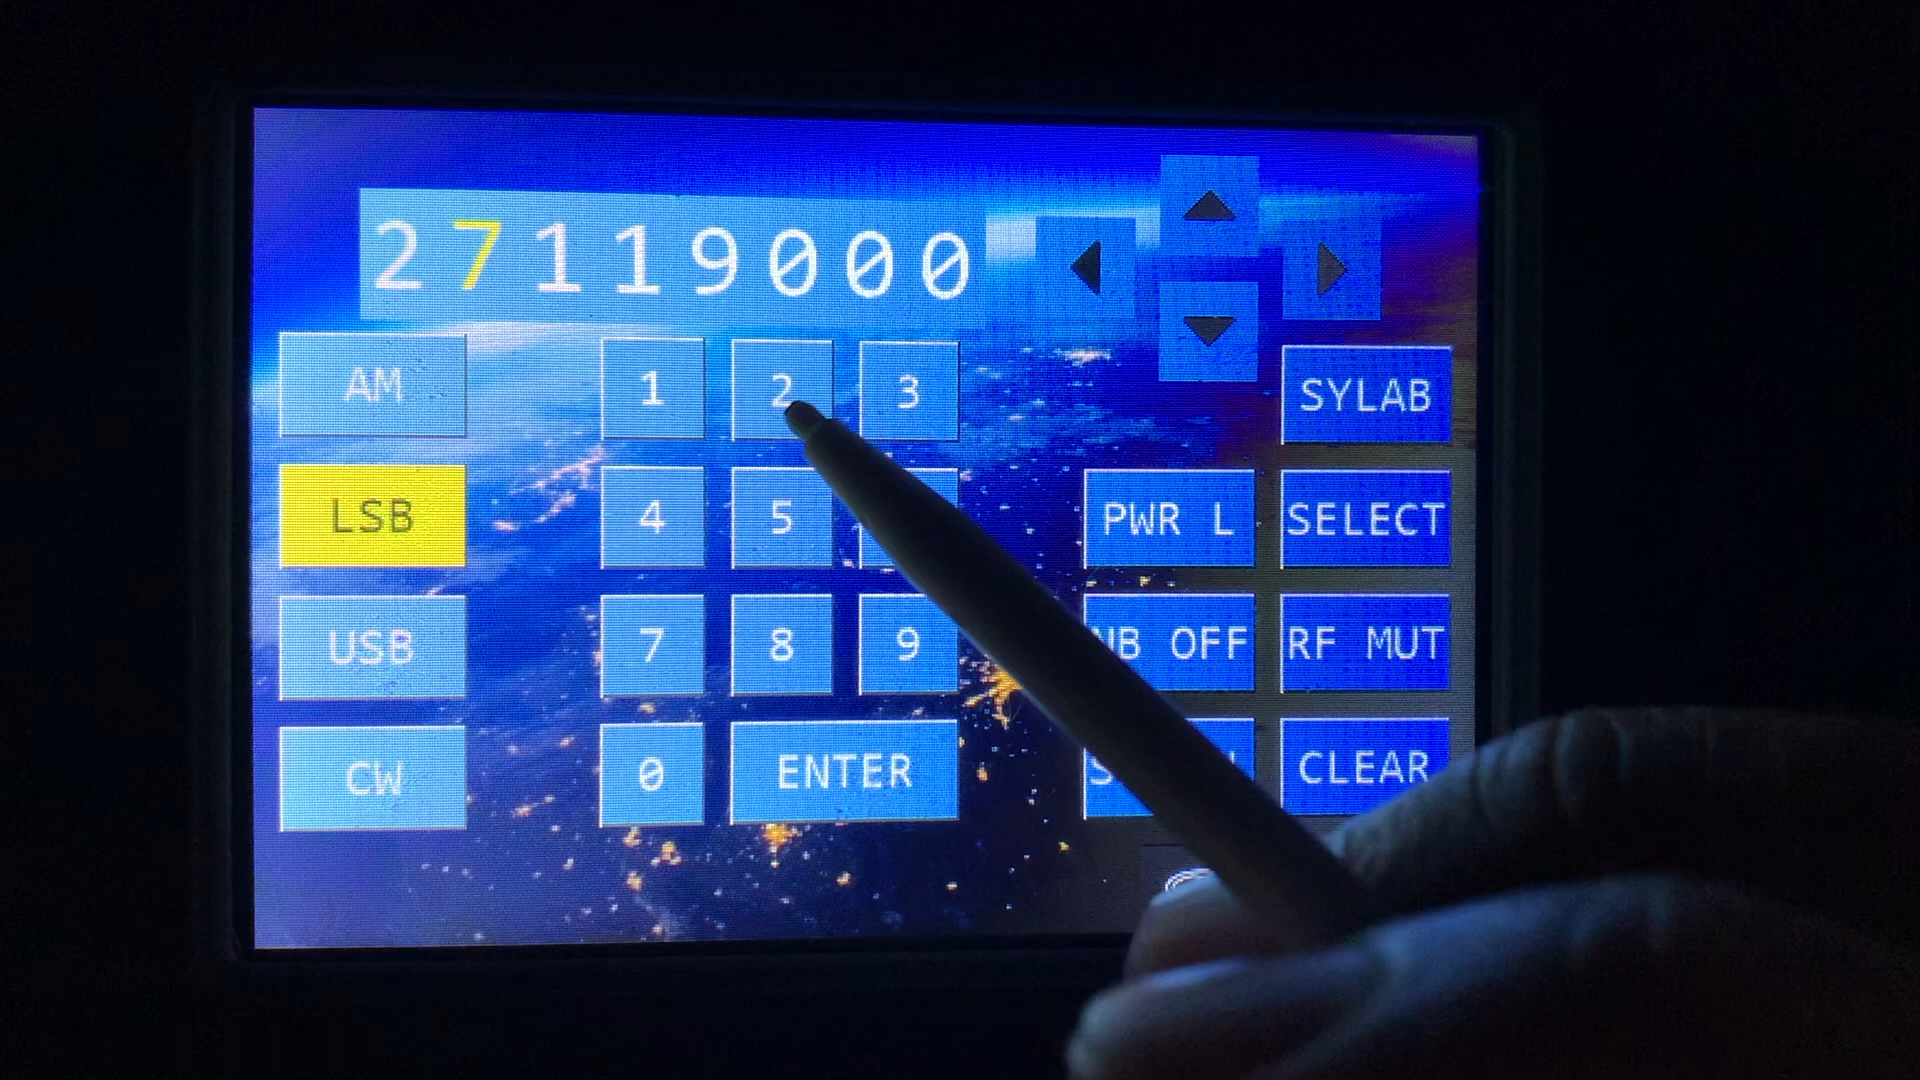 27119000
AM 1 2 3 SYLAB
LSB 4 5 PWR L SELECT
USB 7 8 9 NB OFF RF MUT
CW 0 ENTER CLEAR